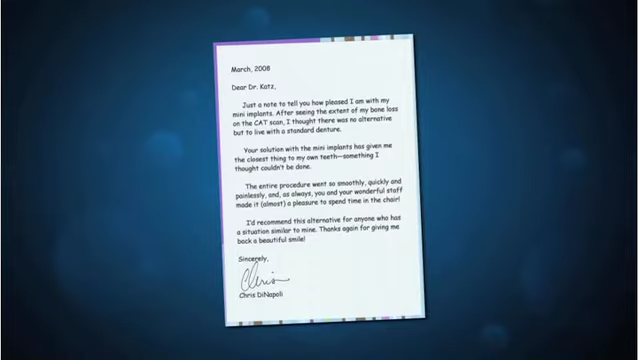 March, 2008
Dear Dr. Katz,
Just a note to tell you how pleased I am with my
mini implants. After seeing the extent of my bone loss
on the CAT scan, I thought there was no alternative
but to live with a standard denture.
Your solution with the mini implants has given me
the closest thing to my own teeth—something I
thought couldn't be done.
The entire procedure went so smoothly, quickly and
painlessly, and, as always, you and your wonderful staff
made it (almost) a pleasure to spend time in the chair!
I'd recommend this alternative for anyone who has
a situation similar to mine. Thanks again for giving me
back a beautiful smile!
Sincerely,
Chris
Chris DiNapoli